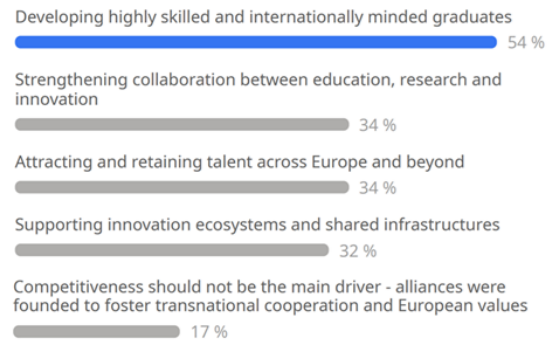 Developing highly skilled and internationally minded graduates
54 %
Strengthening collaboration between education, research and
innovation
34 %
Attracting and retaining talent across Europe and beyond
34 %
Supporting innovation ecosystems and shared infrastructures
32 %
Competitiveness should not be the main driver - alliances were
founded to foster transnational cooperation and European values
17 %